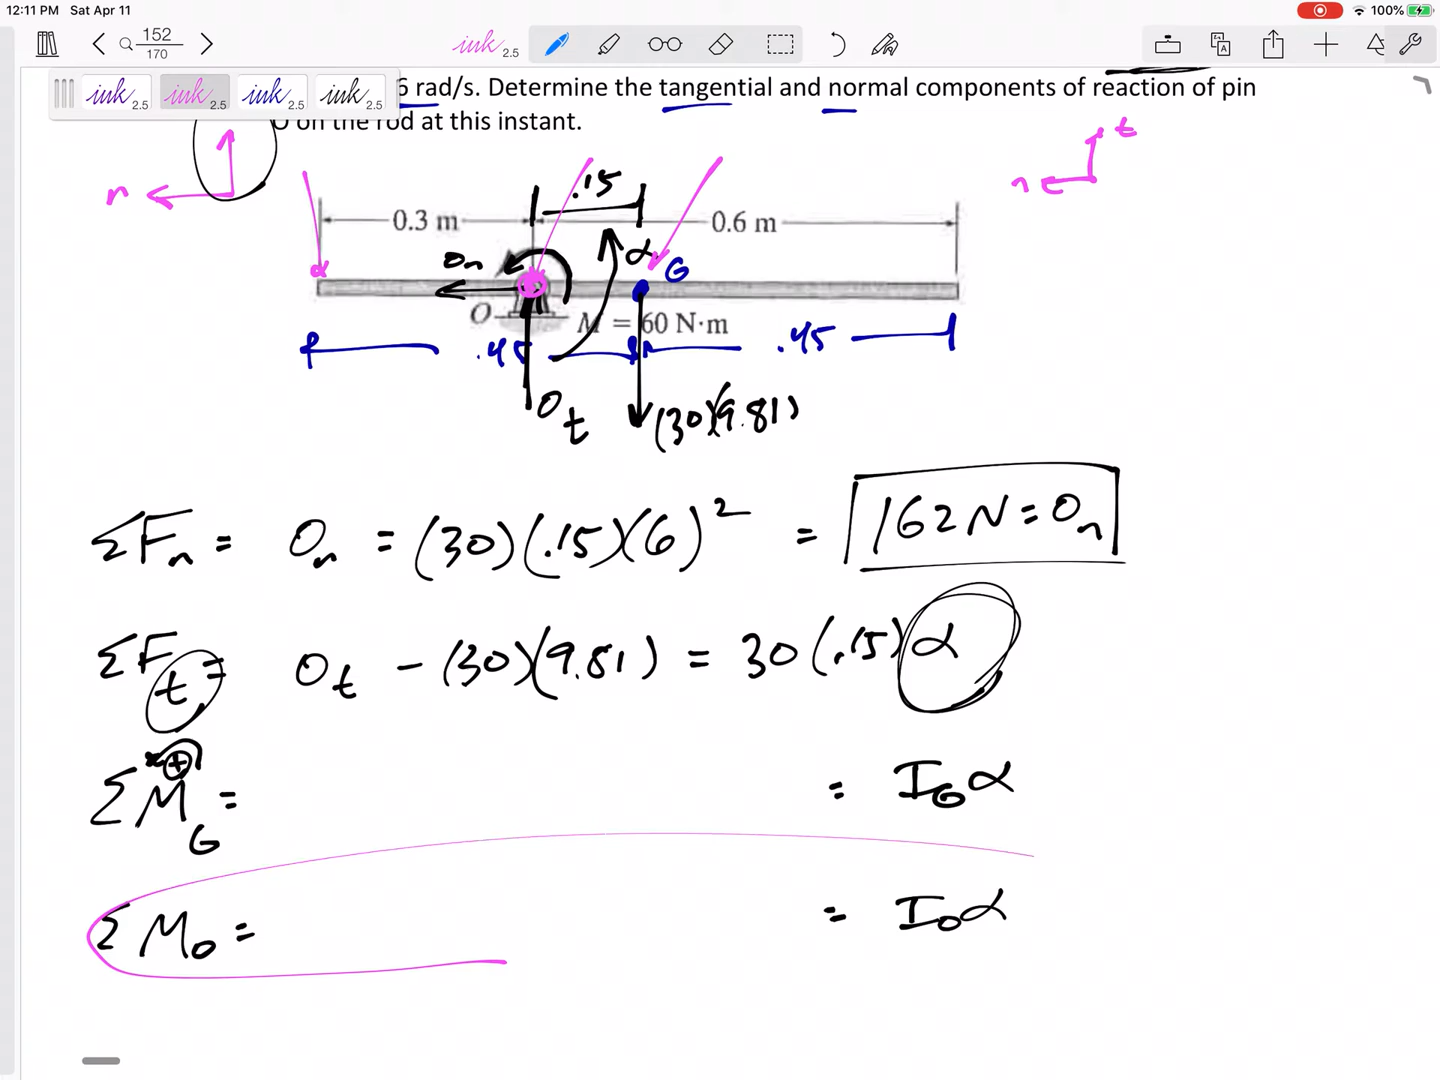 12:11 PM Sat Apr 11
100%
152
170
ink 2.5
ink 2.5 ink 2.5 ink 2.5 ink 2.5
6 rad/s. Determine the tangential and normal components of reaction of pin
O on the rod at this instant.
n
t
n
.15
0.3 m
0.6 m
α
On
α
G
O
M = 60 N·m
.45
.45
Ot
(30)(9.81)
ΣFn = On = (30)(.15)(6)² = 162 N = On
ΣFt = Ot - (30)(9.81) = 30(.15)α
+
ΣMG = = IGα
ΣMo = = Ioα